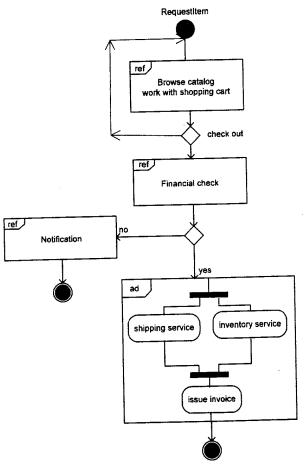 RequestItem
ref
Browse catalog
work with shopping cart
check out
ref
Financial check
ref
no
Notification
yes
ad
shipping service
inventory service
issue invoice